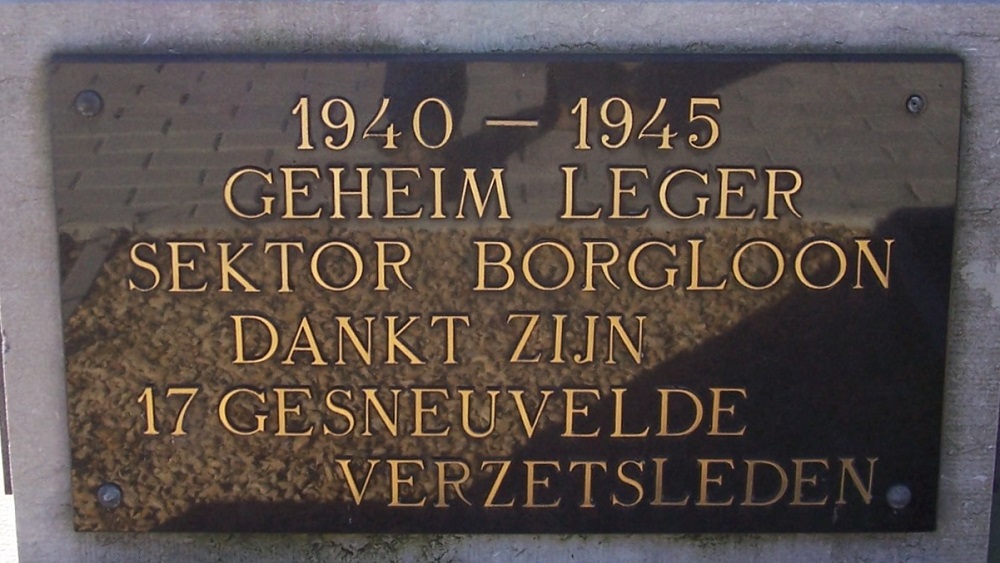 1940 – 1945
GEHEIM LEGER
SEKTOR BORGLOON
DANKT ZIJN
17 GESNEUVELDE
VERZETSLEDEN